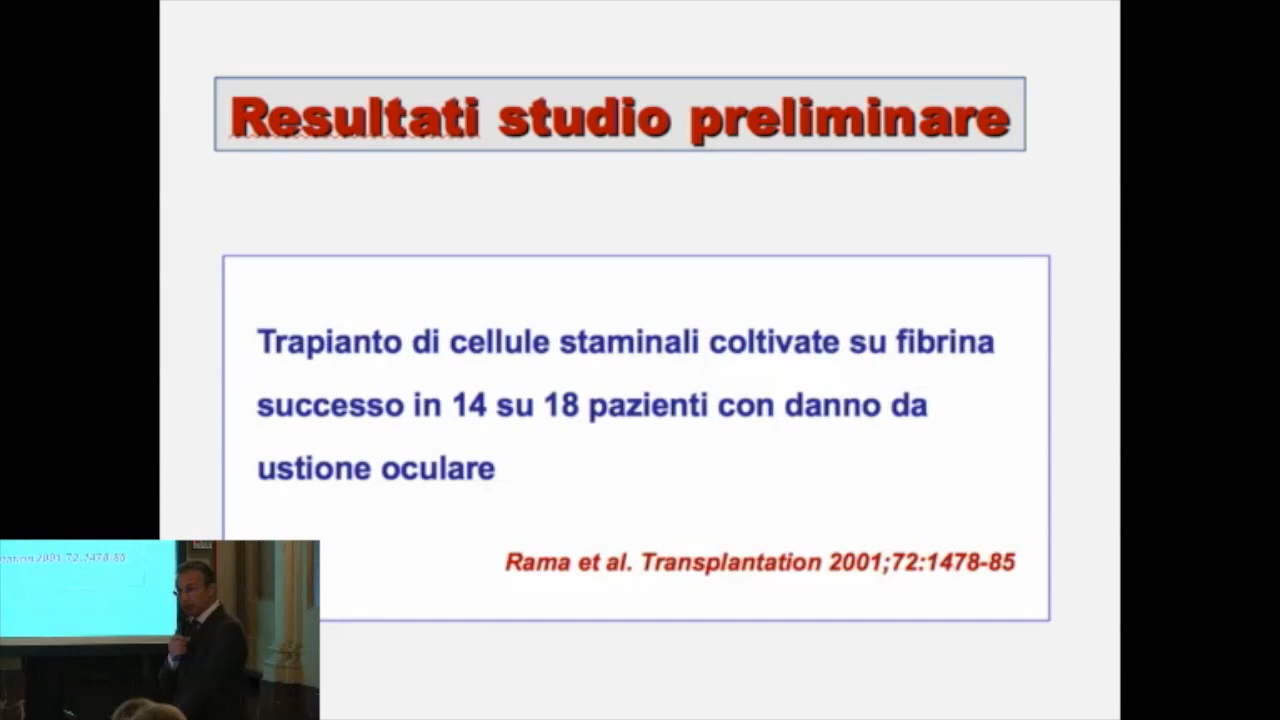 Resultati studio preliminare
Trapianto di cellule staminali coltivate su fibrina
successo in 14 su 18 pazienti con danno da
ustione oculare
Rama et al. Transplantation 2001;72:1478-85